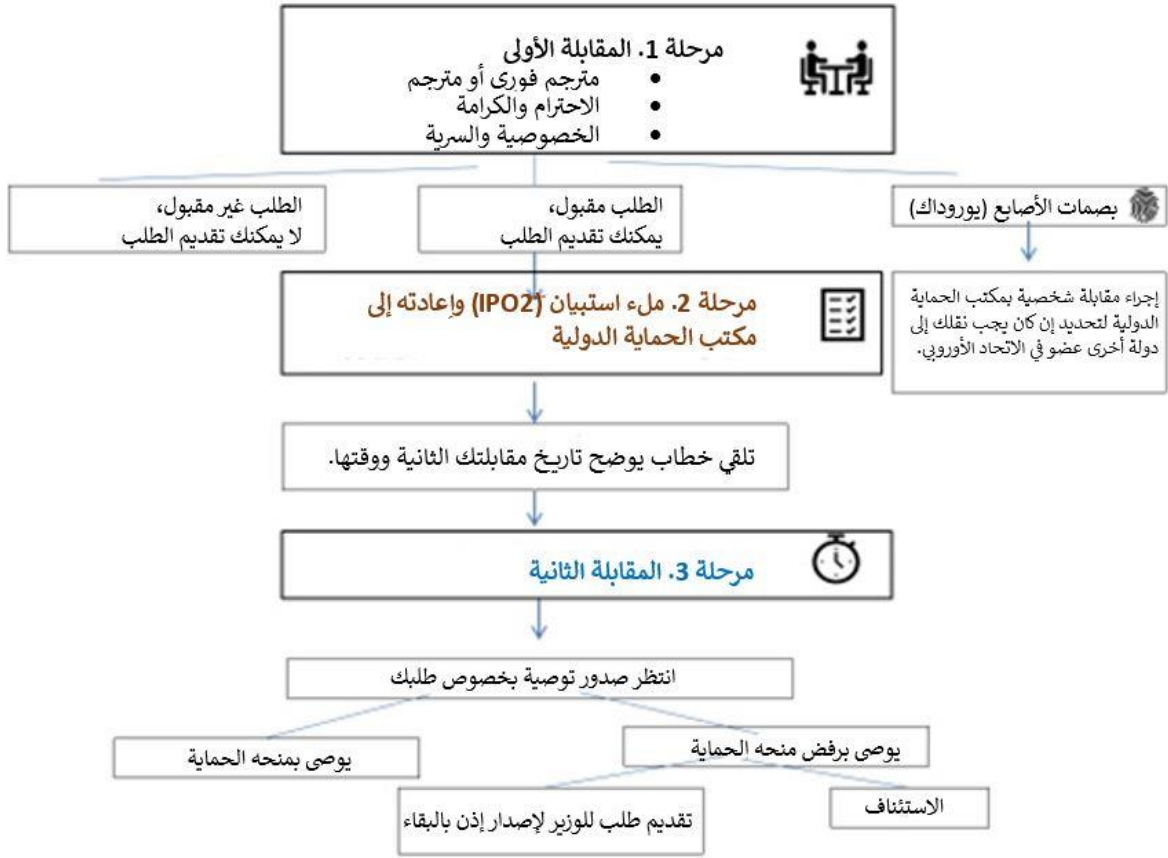 مرحلة 1. المقابلة الأولى
• مترجم فوري أو مترجم
• الاحترام والكرامة
• الخصوصية والسرية
بصمات الأصابع (يوروداك)
الطلب مقبول،
يمكنك تقديم الطلب
الطلب غير مقبول،
لا يمكنك تقديم الطلب
إجراء مقابلة شخصية بمكتب الحماية
الدولية لتحديد إن كان يجب نقلك إلى
دولة أخرى عضو في الاتحاد الأوروبي.
مرحلة 2. ملء استبيان (IPO2) وإعادته إلى
مكتب الحماية الدولية
تلقي خطاب يوضح تاريخ مقابلتك الثانية ووقتها.
مرحلة 3. المقابلة الثانية
انتظر صدور توصية بخصوص طلبك
يوصى برفض منحه الحماية
يوصى بمنحه الحماية
الاستئناف
تقديم طلب للوزير لإصدار إذن بالبقاء